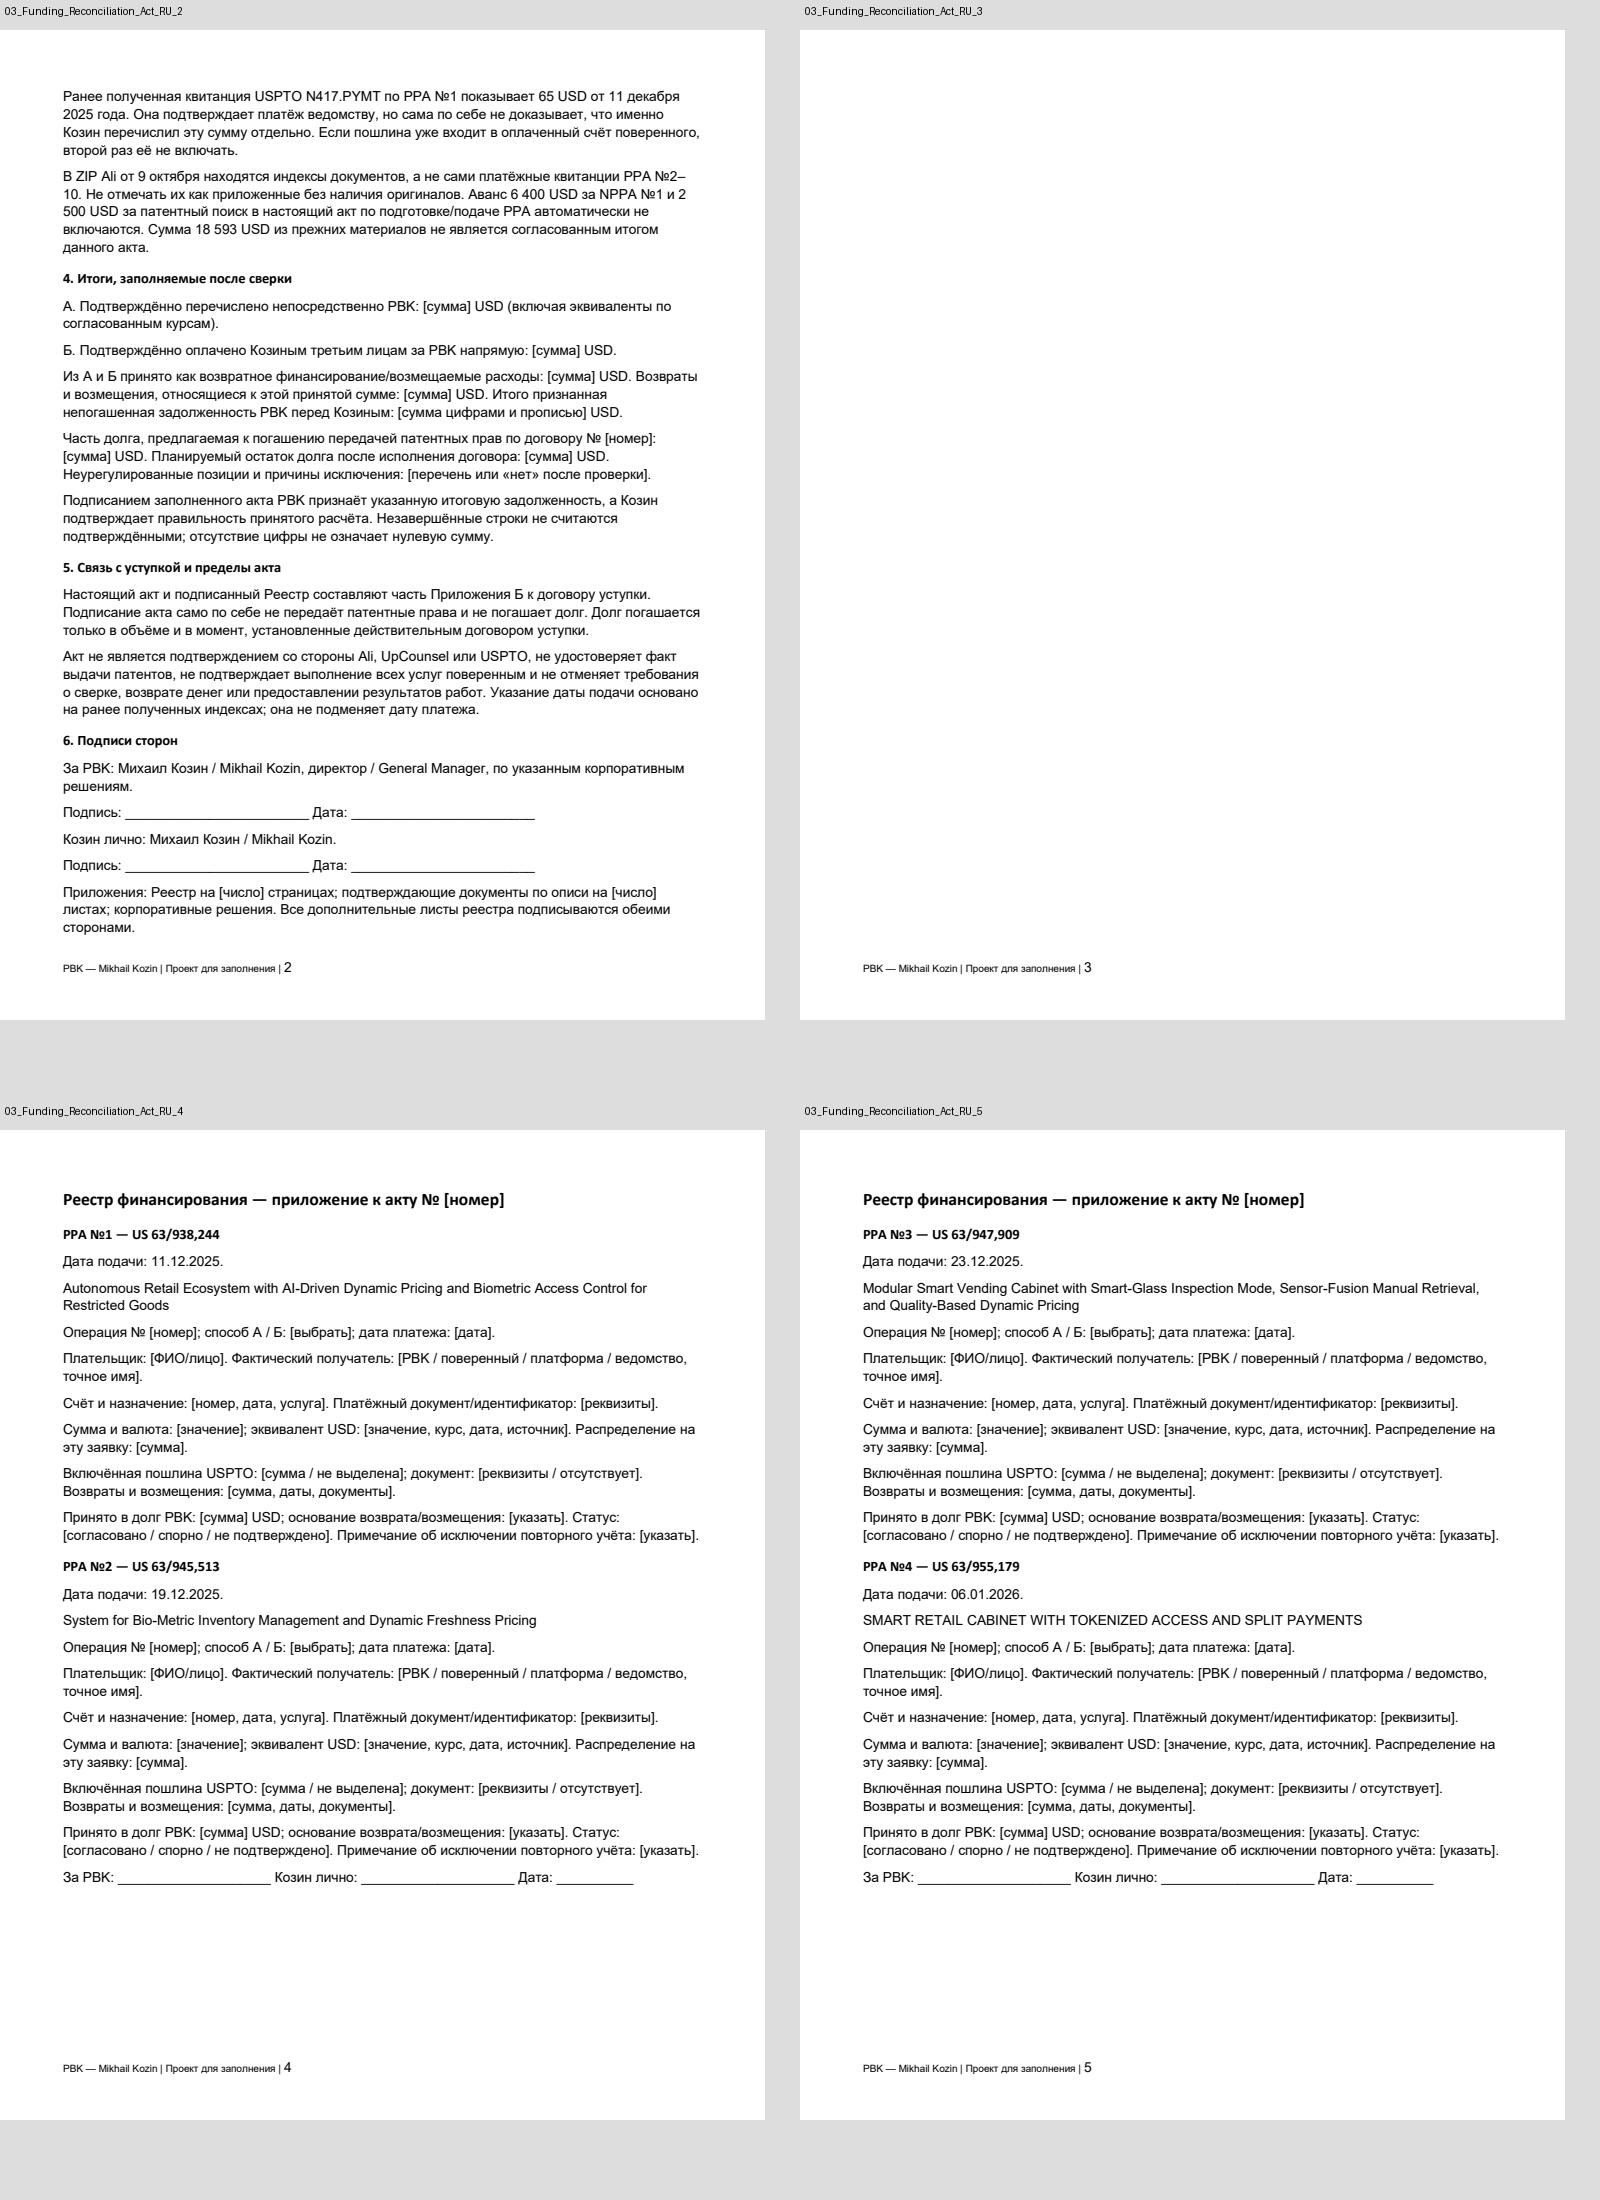 03_Funding_Reconciliation_Act_RU_2
Ранее полученная квитанция USPTO N417.PYMT по PPA №1 показывает 65 USD от 11 декабря
2025 года. Она подтверждает платёж ведомству, но сама по себе не доказывает, что именно
Козин перечислил эту сумму отдельно. Если пошлина уже входит в оплаченный счёт поверенного,
второй раз её не включать.
В ZIP Ali от 9 октября находятся индексы документов, а не сами платёжные квитанции PPA №2–
10. Не отмечать их как приложенные без наличия оригиналов. Аванс 6 400 USD за NPPA №1 и 2
500 USD за патентный поиск в настоящий акт по подготовке/подаче PPA автоматически не
включаются. Сумма 18 593 USD из прежних материалов не является согласованным итогом
данного акта.
4. Итоги, заполняемые после сверки
А. Подтверждённо перечислено непосредственно PBK: [сумма] USD (включая эквиваленты по
согласованным курсам).
Б. Подтверждённо оплачено Козиным третьим лицам за PBK напрямую: [сумма] USD.
Из А и Б принято как возвратное финансирование/возмещаемые расходы: [сумма] USD. Возвраты
и возмещения, относящиеся к этой принятой сумме: [сумма] USD. Итого признанная
непогашенная задолженность PBK перед Козиным: [сумма цифрами и прописью] USD.
Часть долга, предлагаемая к погашению передачей патентных прав по договору № [номер]:
[сумма] USD. Планируемый остаток долга после исполнения договора: [сумма] USD.
Неурегулированные позиции и причины исключения: [перечень или «нет» после проверки].
Подписанием заполненного акта PBK признаёт указанную итоговую задолженность, а Козин
подтверждает правильность принятого расчёта. Незавершённые строки не считаются
подтверждёнными; отсутствие цифры не означает нулевую сумму.
5. Связь с уступкой и пределы акта
Настоящий акт и подписанный Реестр составляют часть Приложения Б к договору уступки.
Подписание акта само по себе не передаёт патентные права и не погашает долг. Долг погашается
только в объёме и в момент, установленные действительным договором уступки.
Акт не является подтверждением со стороны Ali, UpCounsel или USPTO, не удостоверяет факт
выдачи патентов, не подтверждает выполнение всех услуг поверенным и не отменяет требования
о сверке, возврате денег или предоставлении результатов работ. Указание даты подачи основано
на ранее полученных индексах; она не подменяет дату платежа.
6. Подписи сторон
За PBK: Михаил Козин / Mikhail Kozin, директор / General Manager, по указанным корпоративным
решениям.
Подпись: ________________________ Дата: ________________________
Козин лично: Михаил Козин / Mikhail Kozin.
Подпись: ________________________ Дата: ________________________
Приложения: Реестр на [число] страницах; подтверждающие документы по описи на [число]
листах; корпоративные решения. Все дополнительные листы реестра подписываются обеими
сторонами.
PBK — Mikhail Kozin | Проект для заполнения | 2
03_Funding_Reconciliation_Act_RU_3
PBK — Mikhail Kozin | Проект для заполнения | 3
03_Funding_Reconciliation_Act_RU_4
Реестр финансирования — приложение к акту № [номер]
PPA №1 — US 63/938,244
Дата подачи: 11.12.2025.
Autonomous Retail Ecosystem with AI-Driven Dynamic Pricing and Biometric Access Control for
Restricted Goods
Операция № [номер]; способ А / Б: [выбрать]; дата платежа: [дата].
Плательщик: [ФИО/лицо]. Фактический получатель: [PBK / поверенный / платформа / ведомство,
точное имя].
Счёт и назначение: [номер, дата, услуга]. Платёжный документ/идентификатор: [реквизиты].
Сумма и валюта: [значение]; эквивалент USD: [значение, курс, дата, источник]. Распределение на
эту заявку: [сумма].
Включённая пошлина USPTO: [сумма / не выделена]; документ: [реквизиты / отсутствует].
Возвраты и возмещения: [сумма, даты, документы].
Принято в долг PBK: [сумма] USD; основание возврата/возмещения: [указать]. Статус:
[согласовано / спорно / не подтверждено]. Примечание об исключении повторного учёта: [указать].
PPA №2 — US 63/945,513
Дата подачи: 19.12.2025.
System for Bio-Metric Inventory Management and Dynamic Freshness Pricing
Операция № [номер]; способ А / Б: [выбрать]; дата платежа: [дата].
Плательщик: [ФИО/лицо]. Фактический получатель: [PBK / поверенный / платформа / ведомство,
точное имя].
Счёт и назначение: [номер, дата, услуга]. Платёжный документ/идентификатор: [реквизиты].
Сумма и валюта: [значение]; эквивалент USD: [значение, курс, дата, источник]. Распределение на
эту заявку: [сумма].
Включённая пошлина USPTO: [сумма / не выделена]; документ: [реквизиты / отсутствует].
Возвраты и возмещения: [сумма, даты, документы].
Принято в долг PBK: [сумма] USD; основание возврата/возмещения: [указать]. Статус:
[согласовано / спорно / не подтверждено]. Примечание об исключении повторного учёта: [указать].
За PBK: ____________________ Козин лично: ____________________ Дата: __________
PBK — Mikhail Kozin | Проект для заполнения | 4
03_Funding_Reconciliation_Act_RU_5
Реестр финансирования — приложение к акту № [номер]
PPA №3 — US 63/947,909
Дата подачи: 23.12.2025.
Modular Smart Vending Cabinet with Smart-Glass Inspection Mode, Sensor-Fusion Manual Retrieval,
and Quality-Based Dynamic Pricing
Операция № [номер]; способ А / Б: [выбрать]; дата платежа: [дата].
Плательщик: [ФИО/лицо]. Фактический получатель: [PBK / поверенный / платформа / ведомство,
точное имя].
Счёт и назначение: [номер, дата, услуга]. Платёжный документ/идентификатор: [реквизиты].
Сумма и валюта: [значение]; эквивалент USD: [значение, курс, дата, источник]. Распределение на
эту заявку: [сумма].
Включённая пошлина USPTO: [сумма / не выделена]; документ: [реквизиты / отсутствует].
Возвраты и возмещения: [сумма, даты, документы].
Принято в долг PBK: [сумма] USD; основание возврата/возмещения: [указать]. Статус:
[согласовано / спорно / не подтверждено]. Примечание об исключении повторного учёта: [указать].
PPA №4 — US 63/955,179
Дата подачи: 06.01.2026.
SMART RETAIL CABINET WITH TOKENIZED ACCESS AND SPLIT PAYMENTS
Операция № [номер]; способ А / Б: [выбрать]; дата платежа: [дата].
Плательщик: [ФИО/лицо]. Фактический получатель: [PBK / поверенный / платформа / ведомство,
точное имя].
Счёт и назначение: [номер, дата, услуга]. Платёжный документ/идентификатор: [реквизиты].
Сумма и валюта: [значение]; эквивалент USD: [значение, курс, дата, источник]. Распределение на
эту заявку: [сумма].
Включённая пошлина USPTO: [сумма / не выделена]; документ: [реквизиты / отсутствует].
Возвраты и возмещения: [сумма, даты, документы].
Принято в долг PBK: [сумма] USD; основание возврата/возмещения: [указать]. Статус:
[согласовано / спорно / не подтверждено]. Примечание об исключении повторного учёта: [указать].
За PBK: ____________________ Козин лично: ____________________ Дата: __________
PBK — Mikhail Kozin | Проект для заполнения | 5